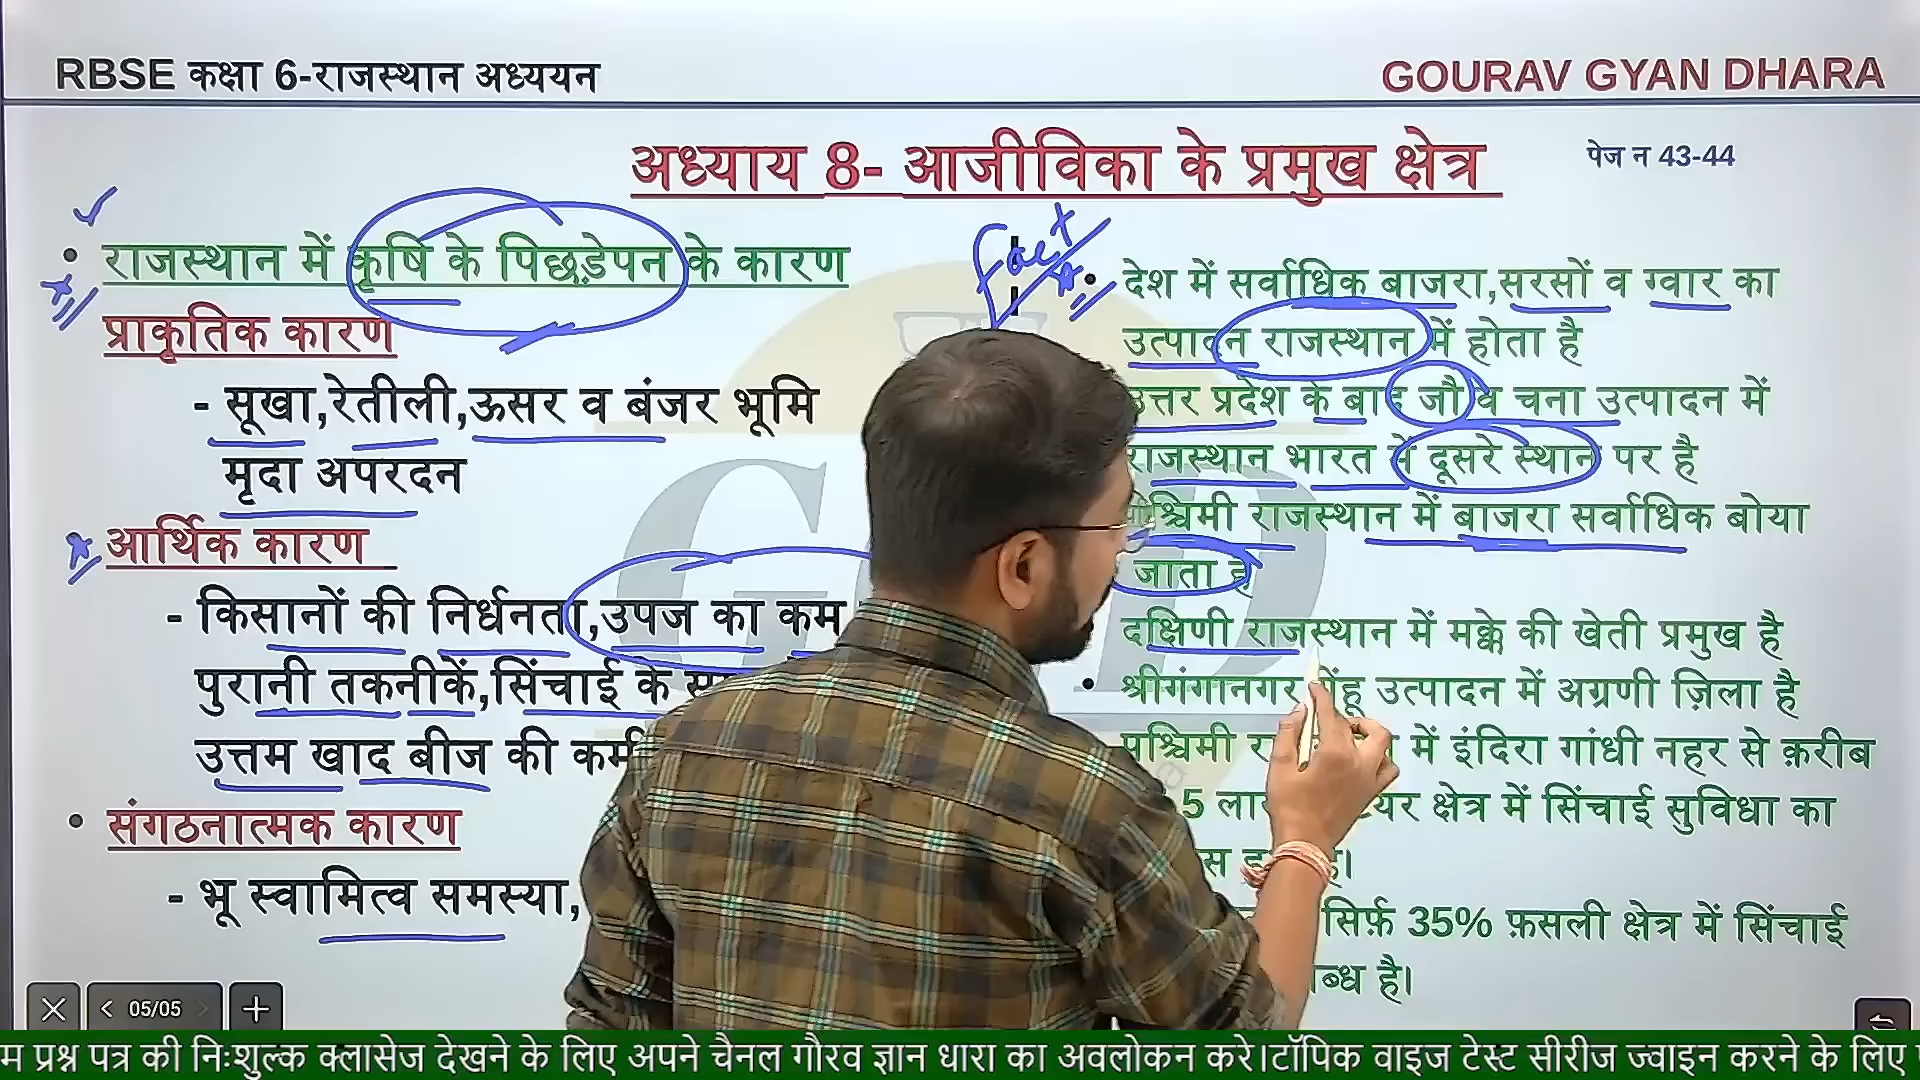 RBSE कक्षा 6-राजस्थान अध्ययन
GOURAV GYAN DHARA
अध्याय 8- आजीविका के प्रमुख क्षेत्र
पेज न 43-44
राजस्थान में कृषि के पिछड़ेपन के कारण
प्राकृतिक कारण
- सूखा,रेतीली,ऊसर व बंजर भूमि
मृदा अपरदन
आर्थिक कारण
- किसानों की निर्धनता,उपज का कम
पुरानी तकनीकें,सिंचाई के
उत्तम खाद बीज की कमी
संगठनात्मक कारण
- भू स्वामित्व समस्या,
fact
देश में सर्वाधिक बाजरा,सरसों व ग्वार का
उत्पादन राजस्थान में होता है
उत्तर प्रदेश के बाद जौ व चना उत्पादन में
राजस्थान भारत में दूसरे स्थान पर है
पश्चिमी राजस्थान में बाजरा सर्वाधिक बोया
जाता है
दक्षिणी राजस्थान में मक्के की खेती प्रमुख है
श्रीगंगानगर गेंहू उत्पादन में अग्रणी ज़िला है
पश्चिमी में इंदिरा गांधी नहर से क़रीब
5 क्षेत्र में सिंचाई सुविधा का
सिर्फ़ 35% फ़सली क्षेत्र में सिंचाई
है।
05/05
म प्रश्न पत्र की निःशुल्क क्लासेज देखने के लिए अपने चैनल गौरव ज्ञान धारा का अवलोकन करे।टॉपिक वाइज टेस्ट सीरीज ज्वाइन करने के लिए